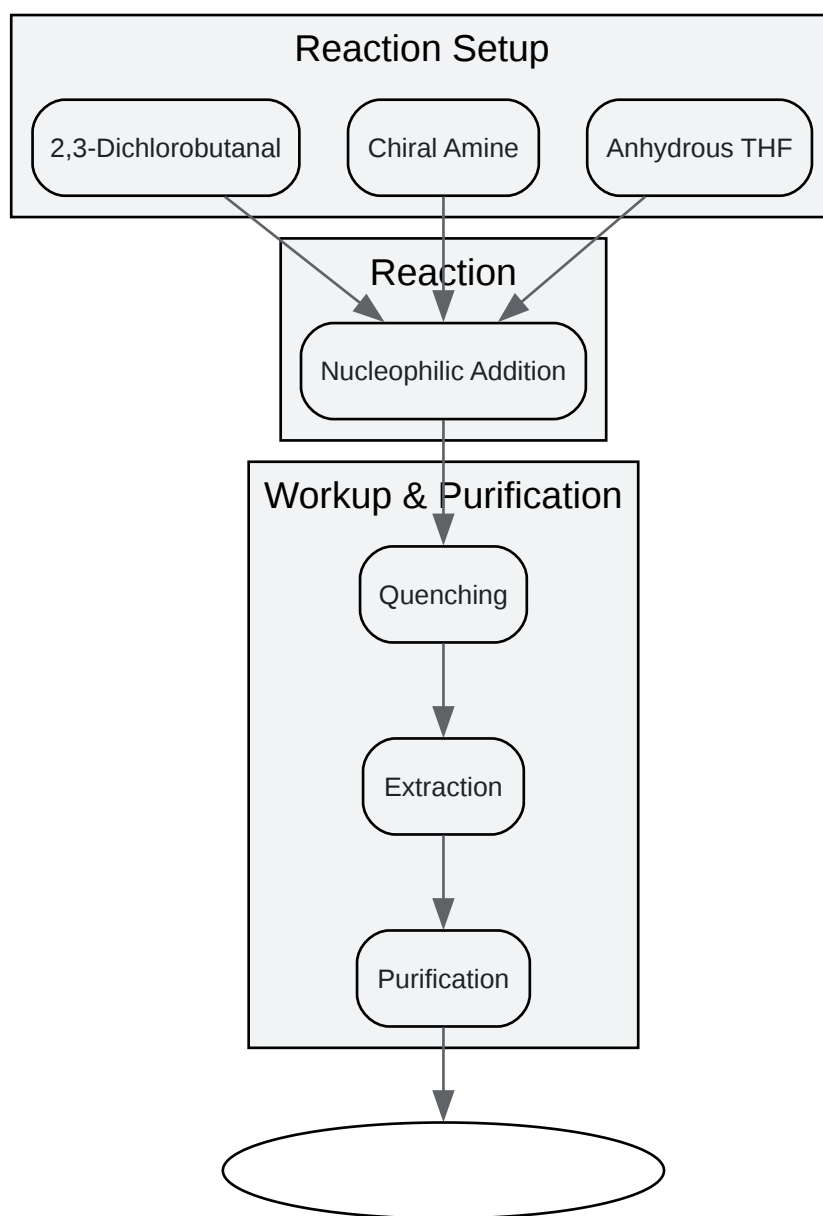 Reaction Setup
2,3-Dichlorobutanal
Chiral Amine
Anhydrous THF
Reaction
Nucleophilic Addition
Workup & Purification
Quenching
Extraction
Purification